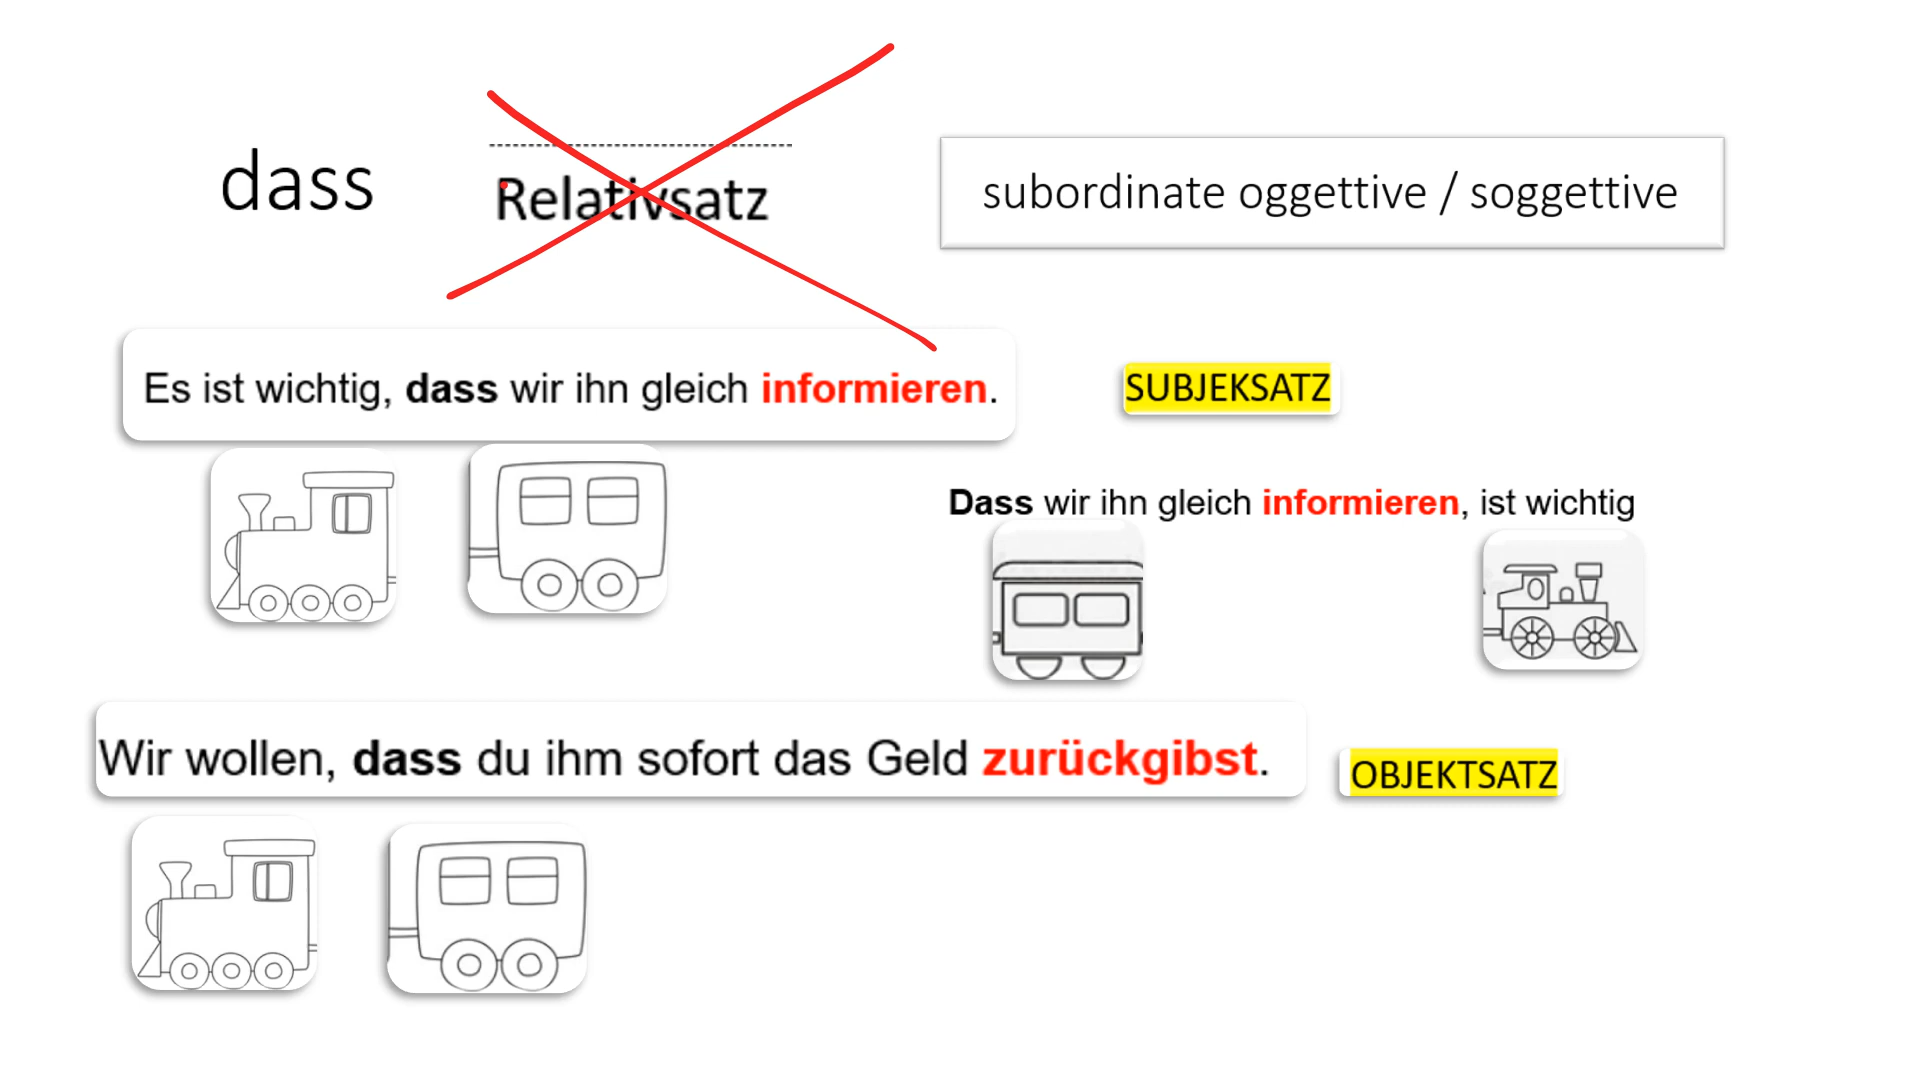 dass
Relativsatz
subordinate oggettive / soggettive
Es ist wichtig, dass wir ihn gleich informieren.
SUBJEKSATZ
Dass wir ihn gleich informieren, ist wichtig
Wir wollen, dass du ihm sofort das Geld zurückgibst.
OBJEKTSATZ